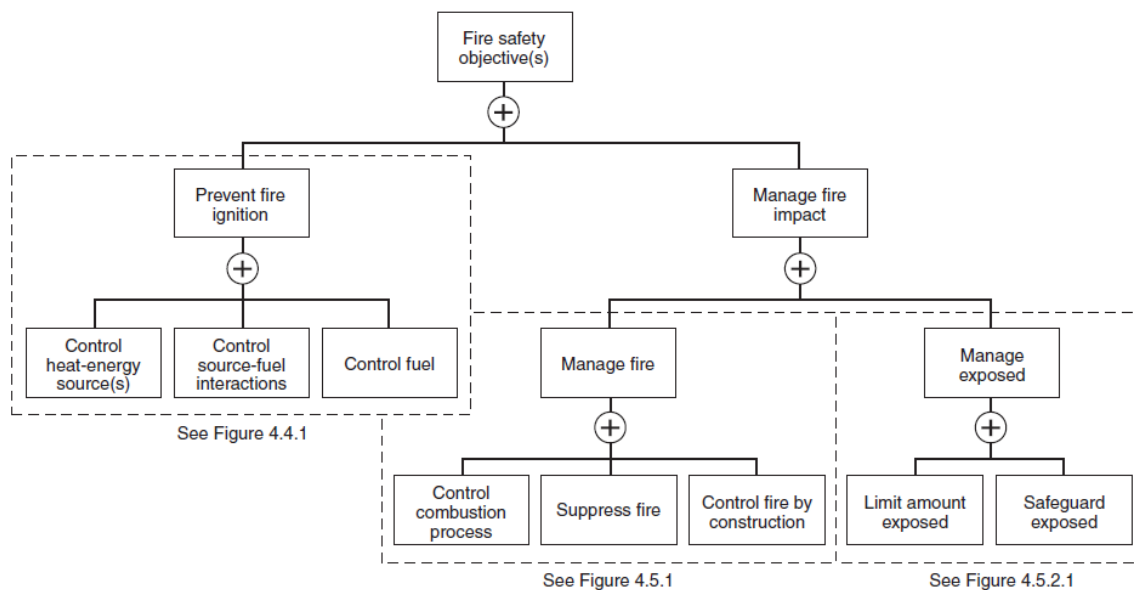 Fire safety
objective(s)
+
Prevent fire
ignition
Manage fire
impact
+
+
Control
heat-energy
source(s)
Control
source-fuel
interactions
Control fuel
Manage fire
Manage
exposed
See Figure 4.4.1
+
+
Control
combustion
process
Suppress fire
Control fire by
construction
Limit amount
exposed
Safeguard
exposed
See Figure 4.5.1
See Figure 4.5.2.1